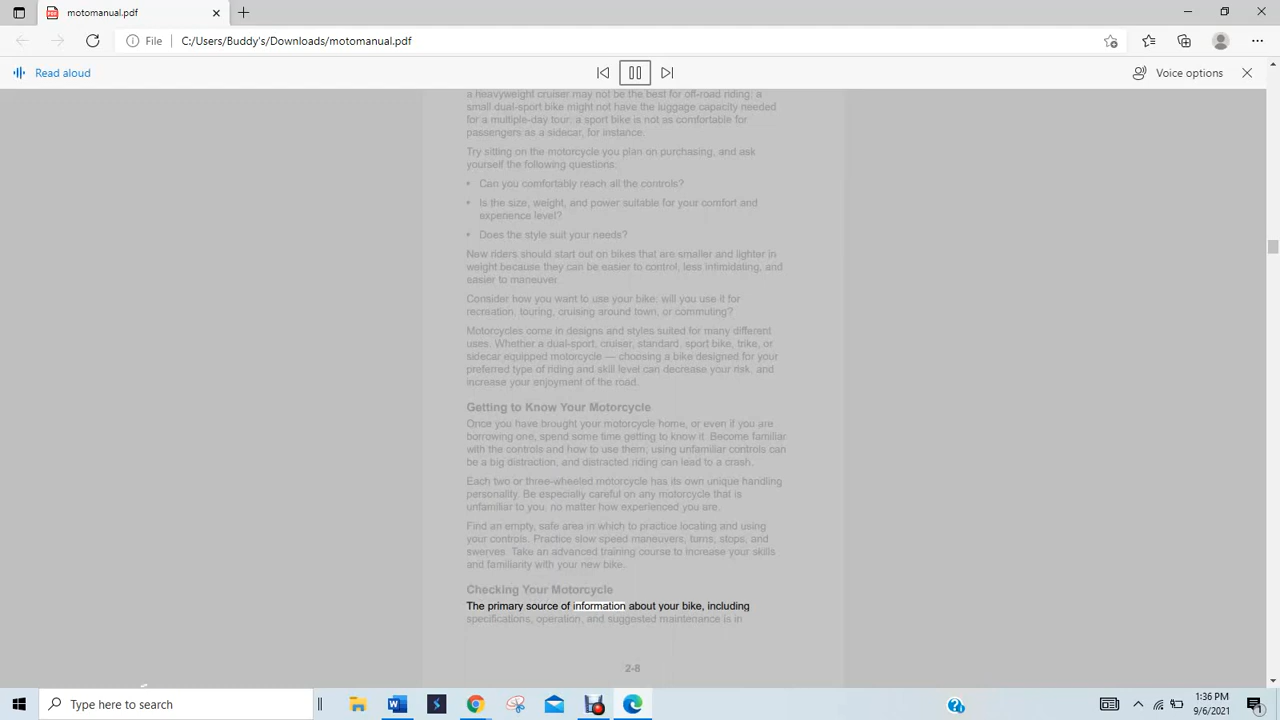 motomanual.pdf
File
C:/Users/Buddy's/Downloads/motomanual.pdf
Read aloud
Voice options
a heavyweight cruiser may not be the best for off-road riding; a
small dual-sport bike might not have the luggage capacity needed
for a multiple-day tour; a sport bike is not as comfortable for
passengers as a sidecar, for instance.
Try sitting on the motorcycle you plan on purchasing, and ask
yourself the following questions:
• Can you comfortably reach all the controls?
• Is the size, weight, and power suitable for your comfort and
experience level?
• Does the style suit your needs?
New riders should start out on bikes that are smaller and lighter in
weight because they can be easier to control, less intimidating, and
easier to maneuver.
Consider how you want to use your bike: will you use it for
recreation, touring, cruising around town, or commuting?
Motorcycles come in designs and styles suited for many different
uses. Whether a dual-sport, cruiser, standard, sport bike, trike, or
sidecar equipped motorcycle — choosing a bike designed for your
preferred type of riding and skill level can decrease your risk, and
increase your enjoyment of the road.
Getting to Know Your Motorcycle
Once you have brought your motorcycle home, or even if you are
borrowing one, spend some time getting to know it. Become familiar
with the controls and how to use them, using unfamiliar controls can
be a big distraction, and distracted riding can lead to a crash.
Each two or three-wheeled motorcycle has its own unique handling
personality. Be especially careful on any motorcycle that is
unfamiliar to you, no matter how experienced you are.
Find an empty, safe area in which to practice locating and using
your controls. Practice slow speed maneuvers, turns, stops, and
swerves. Take an advanced training course to increase your skills
and familiarity with your new bike.
Checking Your Motorcycle
The primary source of information about your bike, including
specifications, operation, and suggested maintenance is in
2-8
Type here to search
1:36 PM
9/6/2021
1